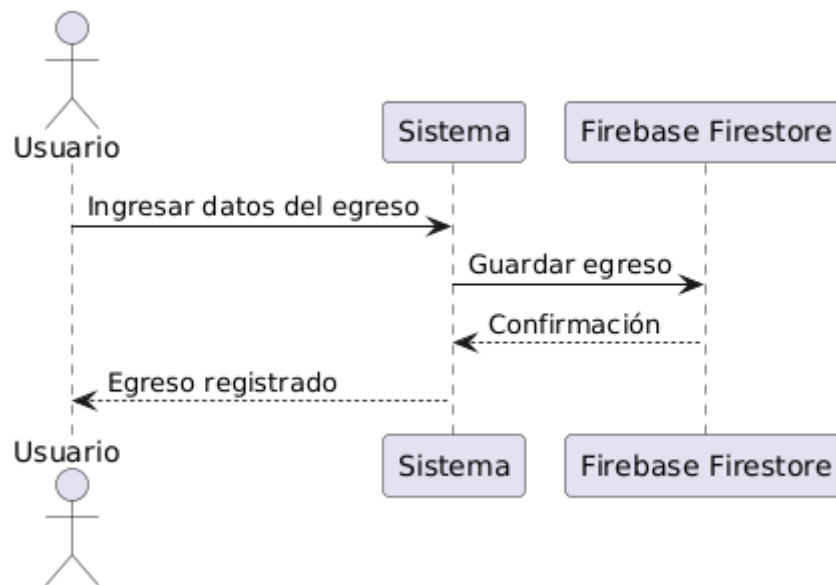 Usuario
Sistema
Firebase Firestore
Ingresar datos del egreso
Guardar egreso
Confirmación
Egreso registrado
Usuario
Sistema
Firebase Firestore